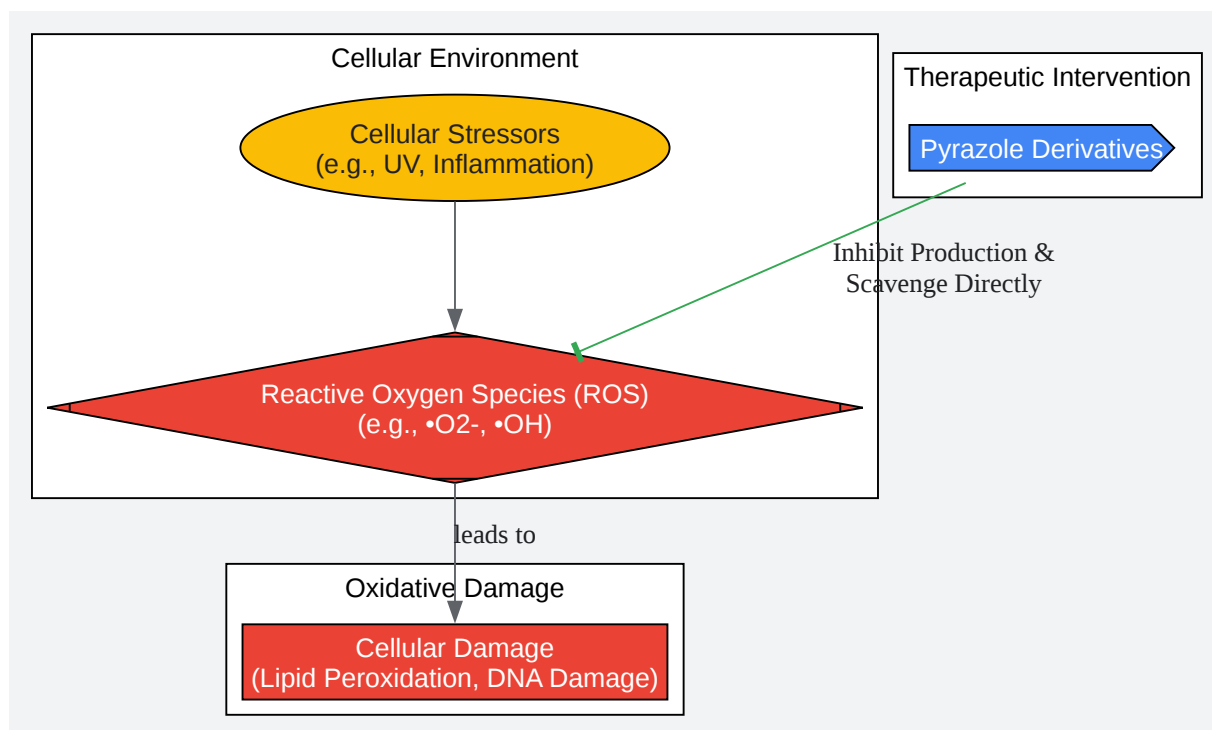 Cellular Environment
Cellular Stressors
(e.g., UV, Inflammation)
Therapeutic Intervention
Pyrazole Derivatives
Inhibit Production &
Scavenge Directly
Reactive Oxygen Species (ROS)
(e.g., •O2-, •OH)
leads to
Oxidative Damage
Cellular Damage
(Lipid Peroxidation, DNA Damage)